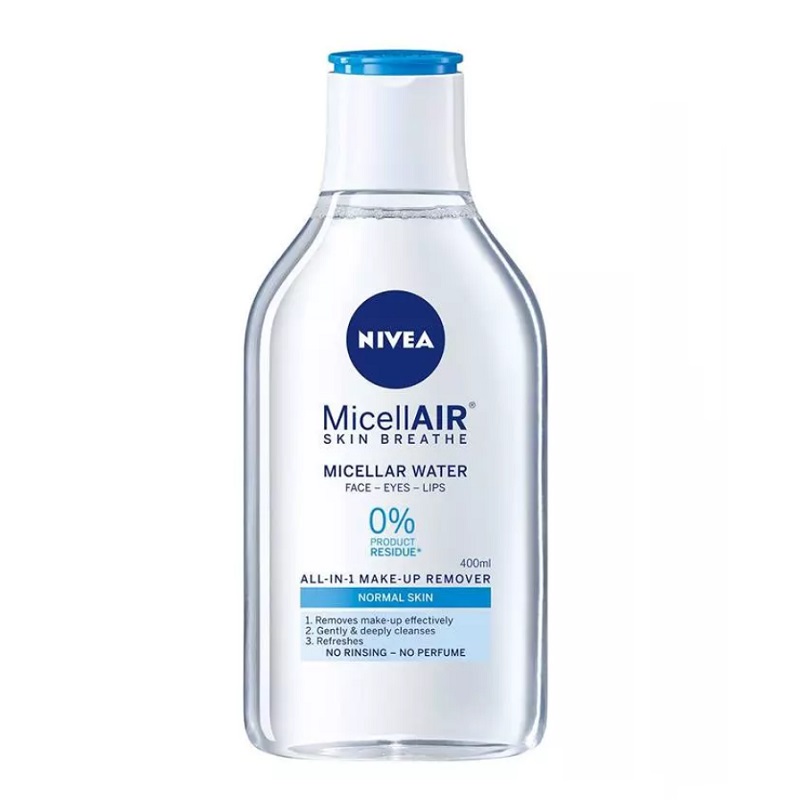 NIVEA
MicellAIR®
SKIN BREATHE
MICELLAR WATER
FACE – EYES – LIPS
0%
PRODUCT
RESIDUE*
400ml
ALL-IN-1 MAKE-UP REMOVER
NORMAL SKIN
1. Removes make-up effectively
2. Gently & deeply cleanses
3. Refreshes
NO RINSING – NO PERFUME